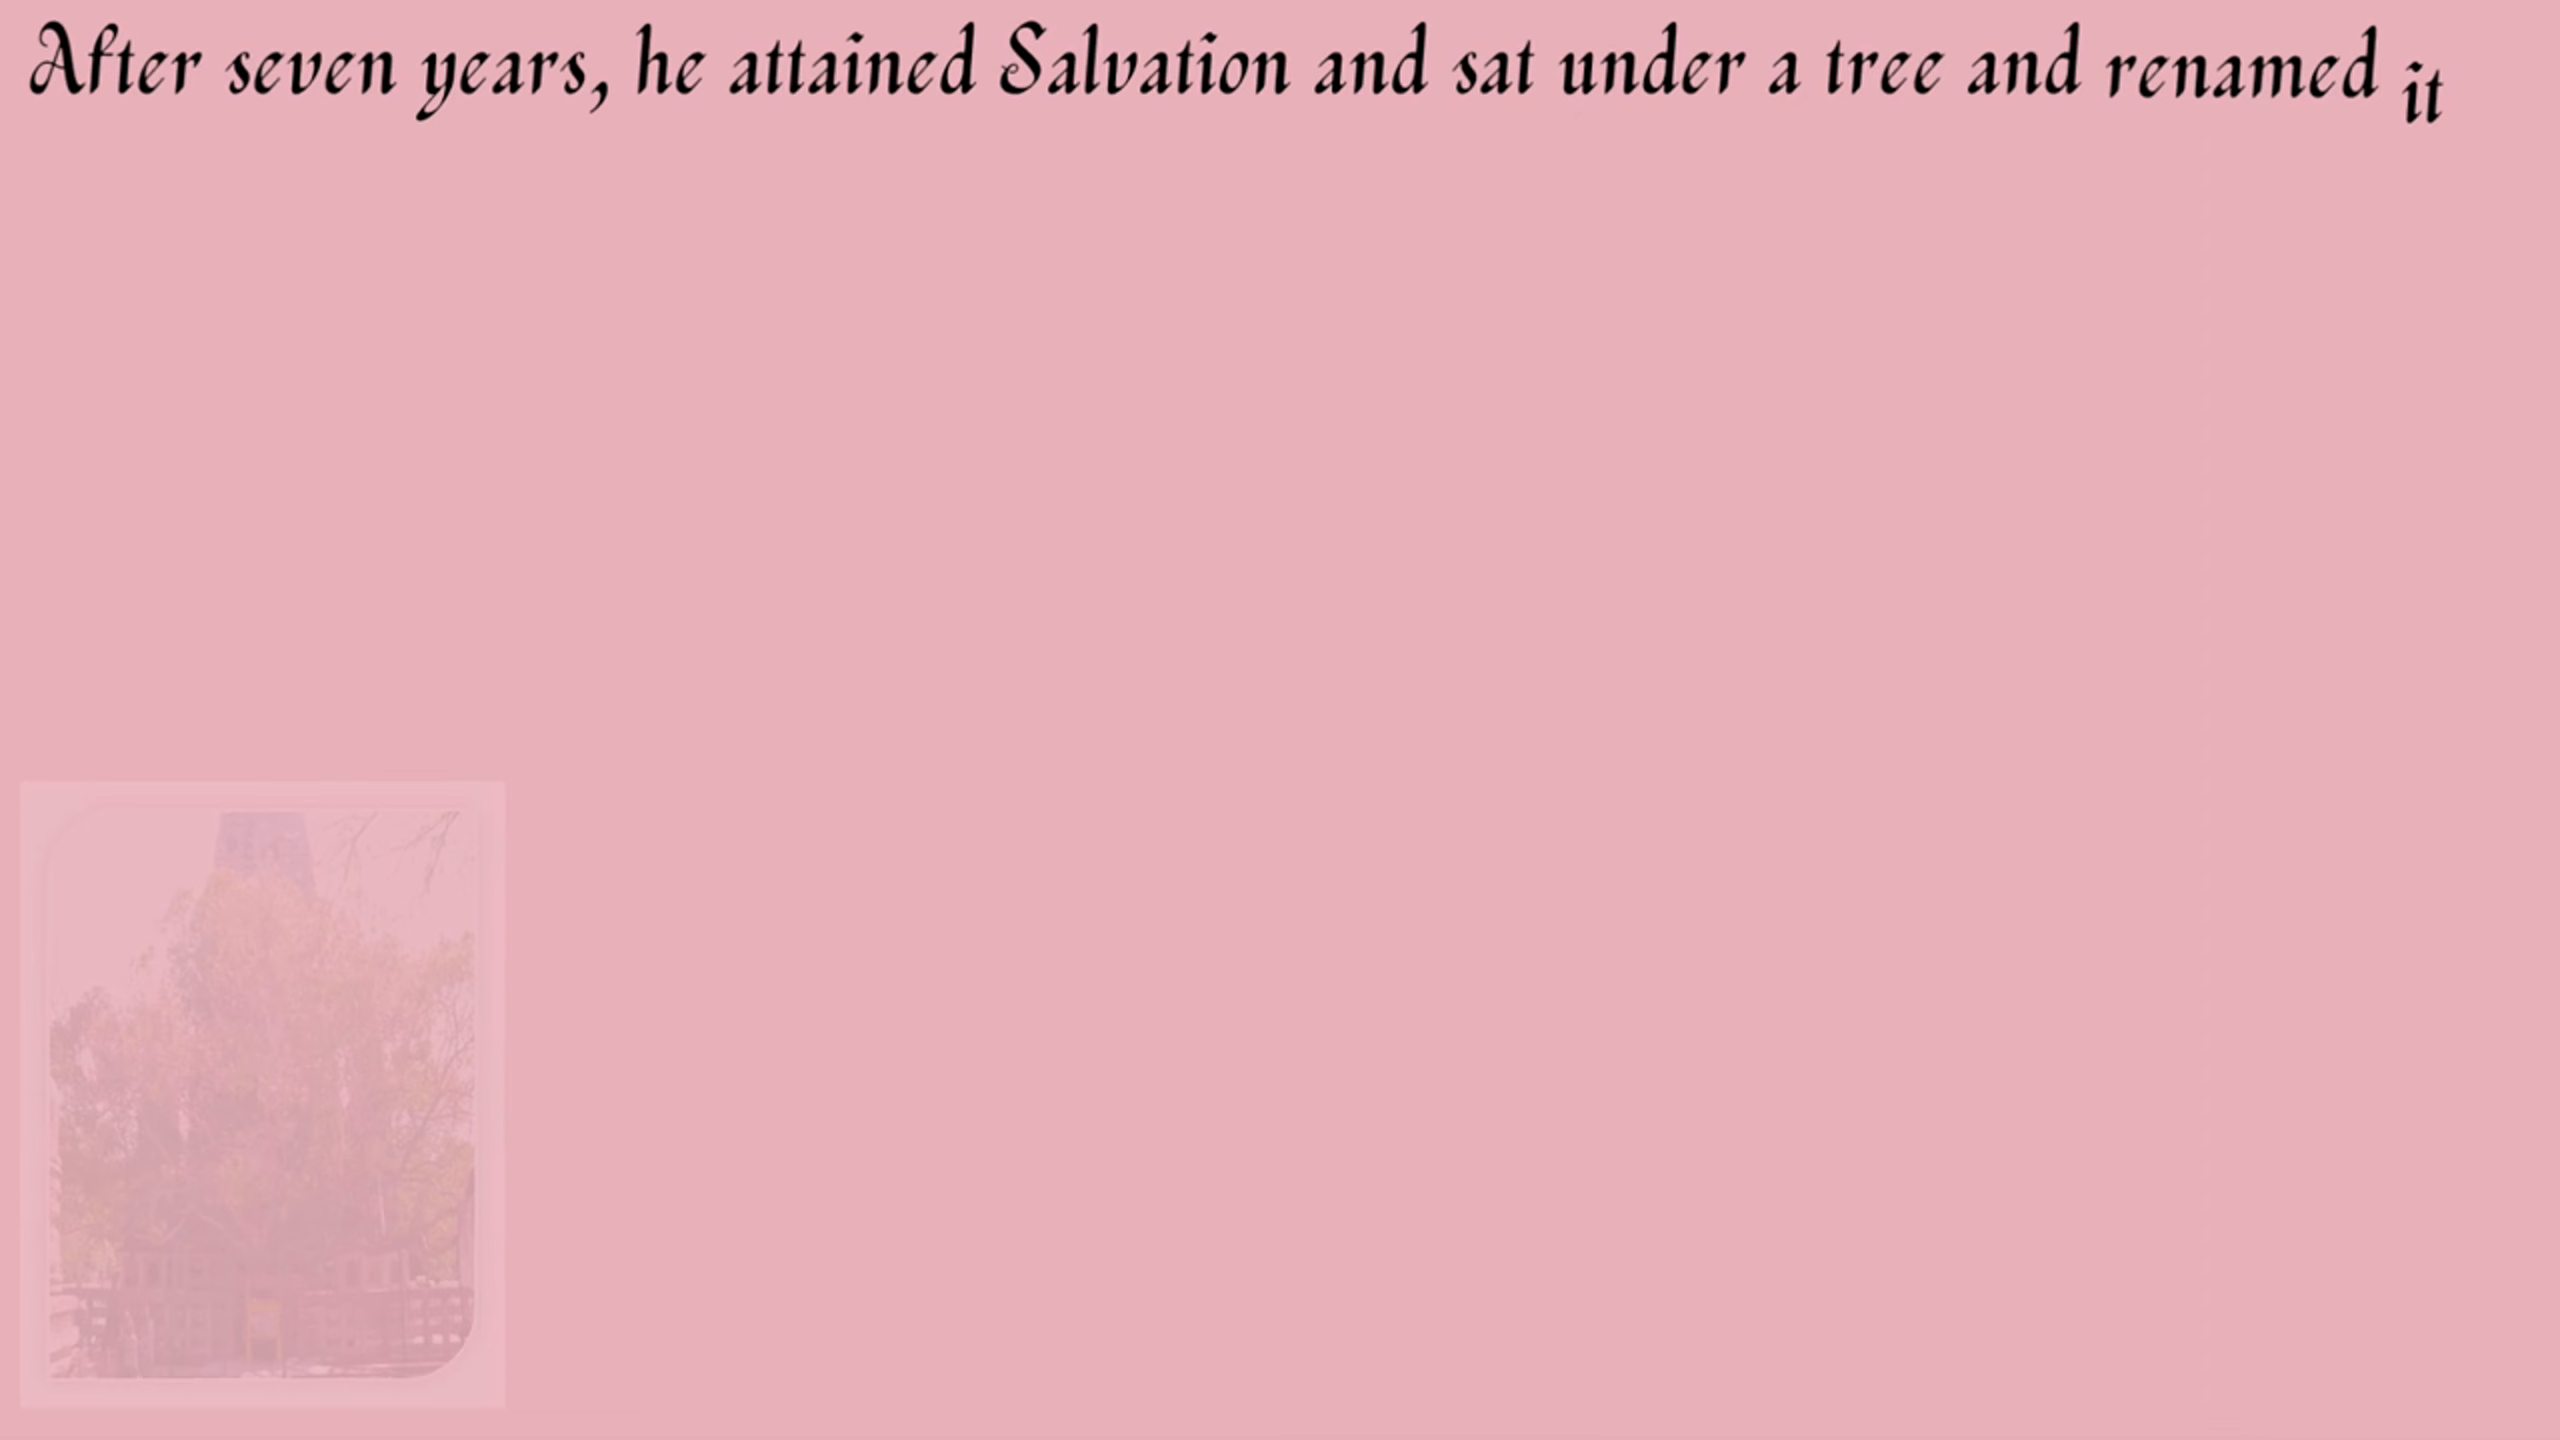 After seven years, he attained Salvation and sat under a tree and renamed it